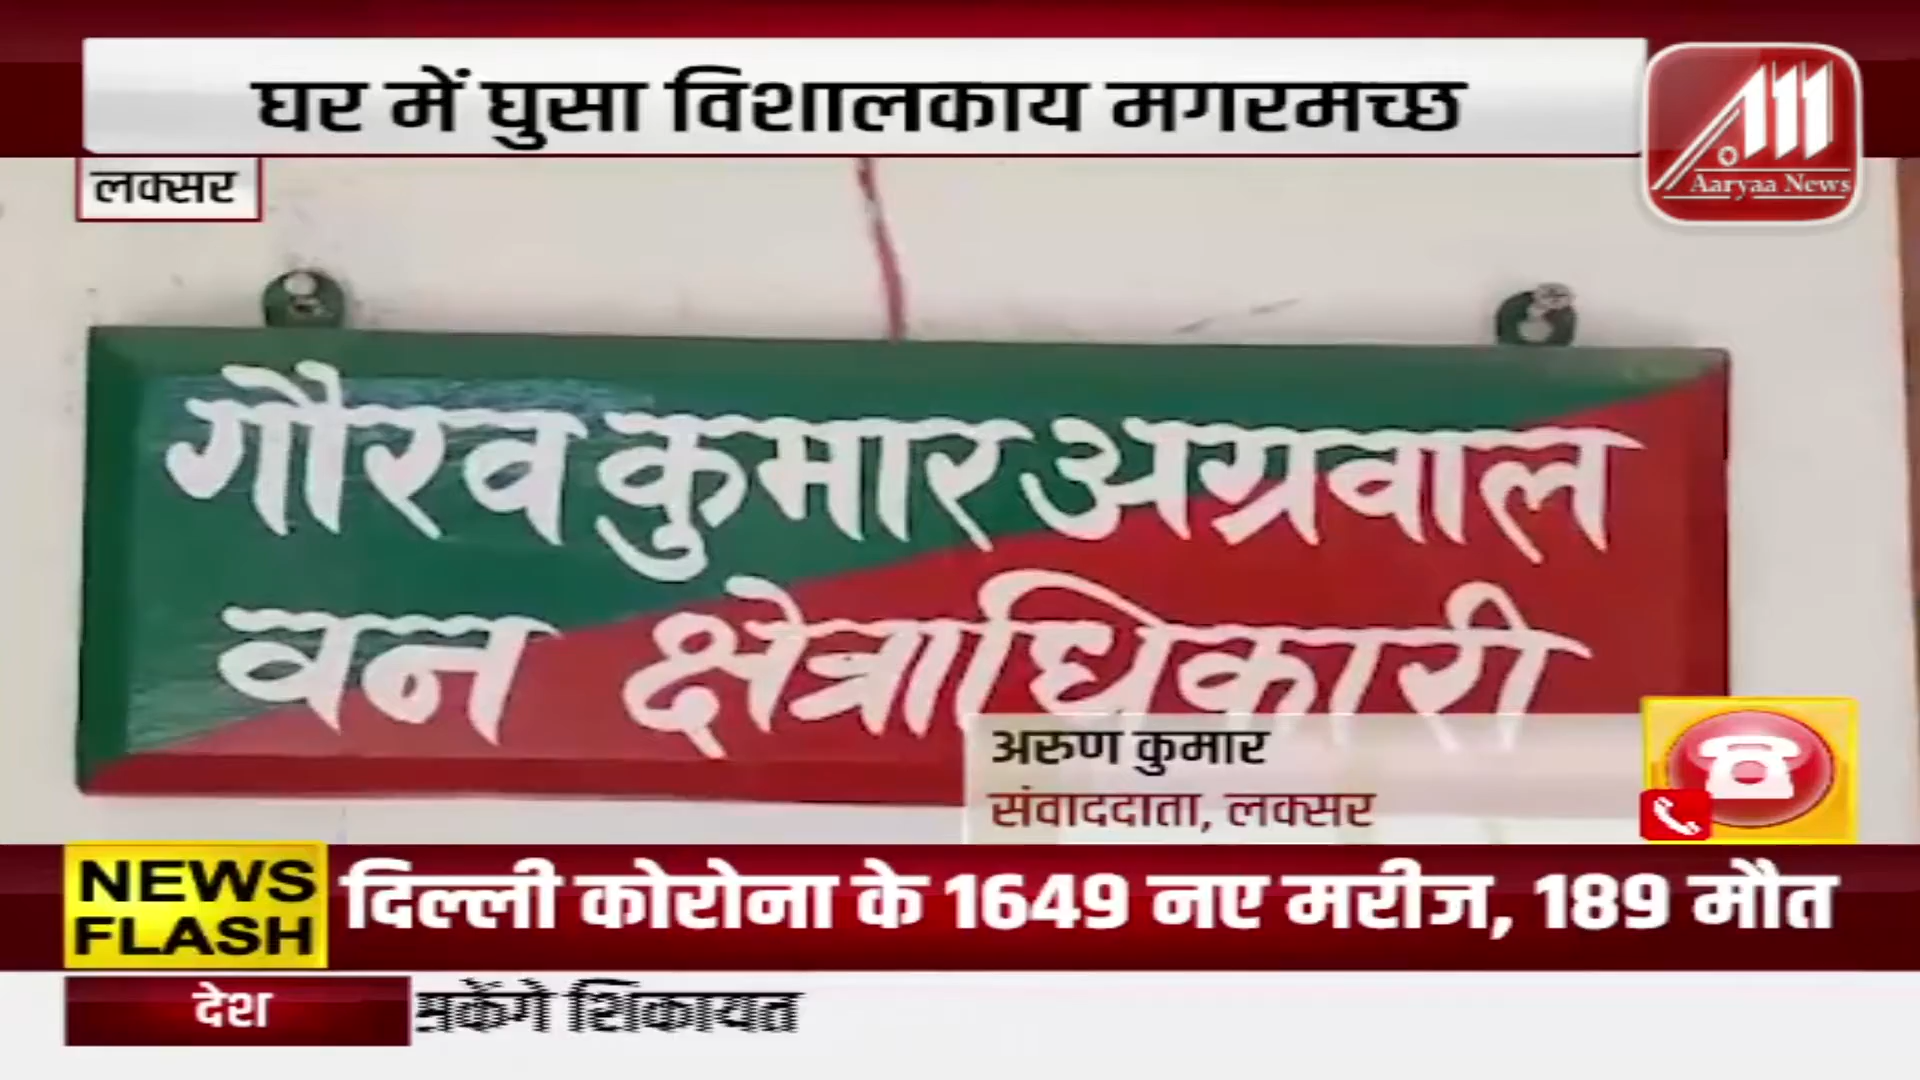 घर में घुसा विशालकाय मगरमच्छ
Aaryaa News
लक्सर
गौरव कुमार अग्रवाल
वन क्षेत्राधिकारी
अरुण कुमार
संवाददाता, लक्सर
NEWS
FLASH
दिल्ली कोरोना के 1649 नए मरीज, 189 मौत
देश
सकेंगे शिकायत